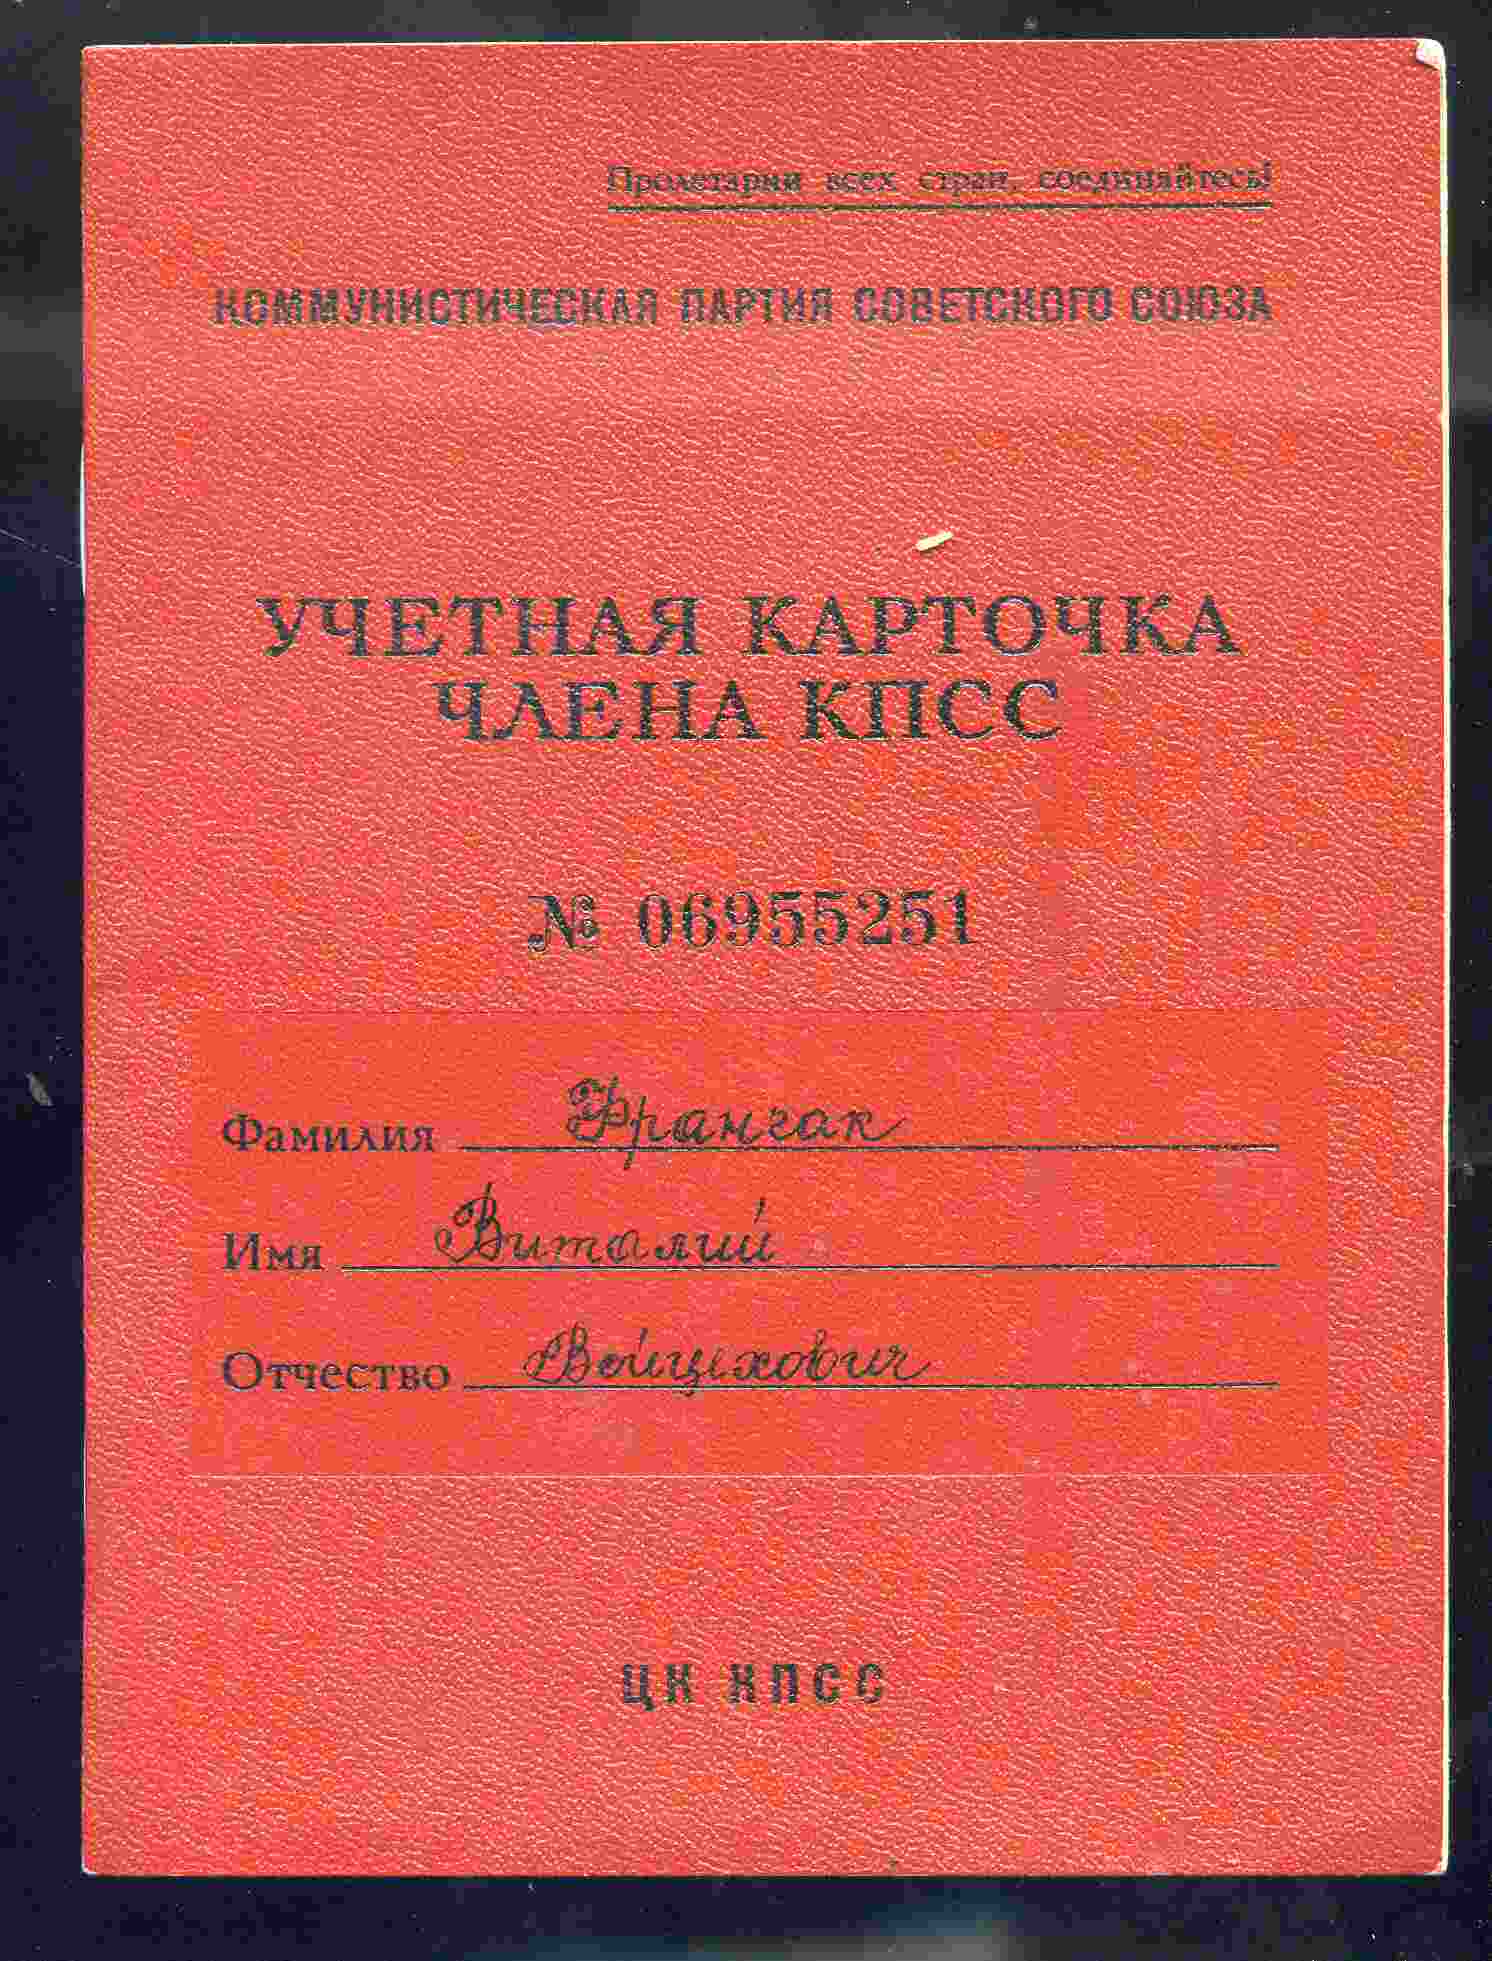 Пролетарии всех стран, соединяйтесь!
КОММУНИСТИЧЕСКАЯ ПАРТИЯ СОВЕТСКОГО СОЮЗА
УЧЕТНАЯ КАРТОЧКА
ЧЛЕНА КПСС
№ 06955251
Фамилия Франчак
Имя Виталий
Отчество Войцехович
ЦК КПСС